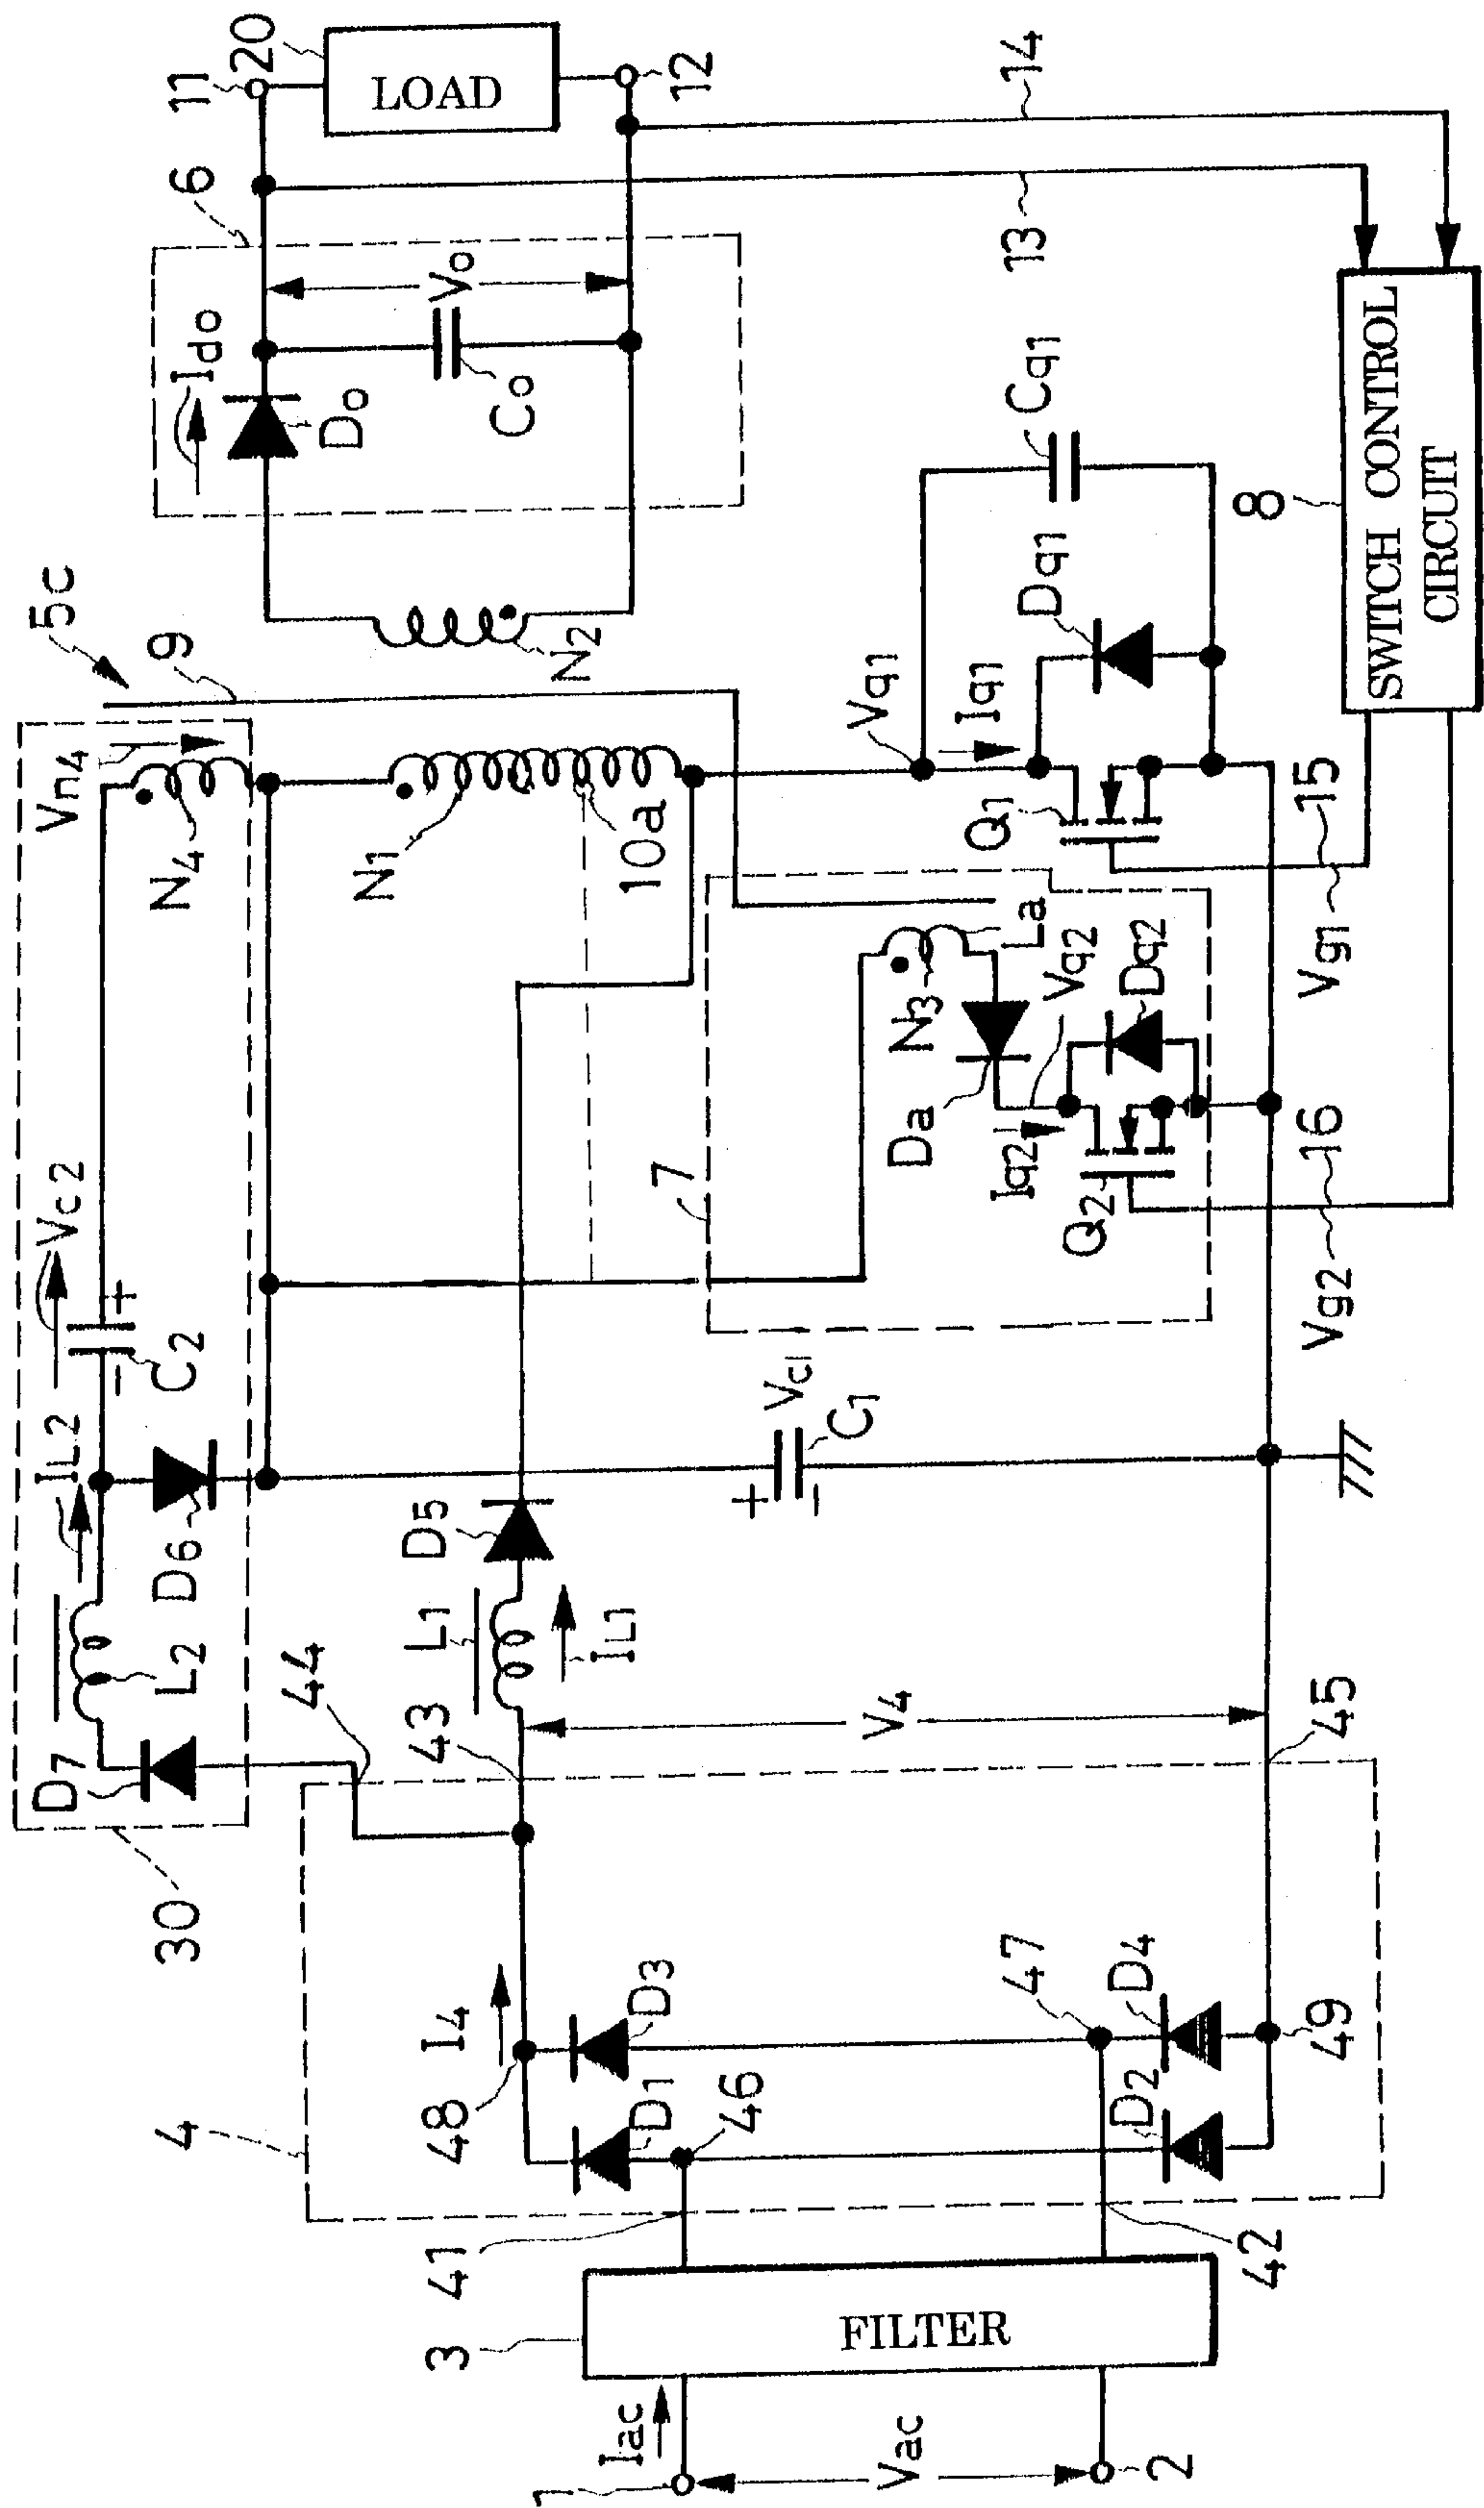 Vn4
5c
9
N4
N1
10a
N2
6
Ido
Do
Co
Vo
11
20
LOAD
12
14
13
Vc2
IL2
C2
D6
L2
D7
30
44
43
L1
D5
IL1
V4
45
Vc1
C1
7
N3
La
Da
Vq2
Dq2
Iq2
Q2
Vq1
Iq1
Q1
Dq1
Cq1
8
SWITCH CONTROL
CIRCUIT
Vg1
15
Vg2
16
4
48
I4
D3
D1
46
47
D4
D2
49
41
42
3
FILTER
Iac
Vac
1
2
+
−
+
−